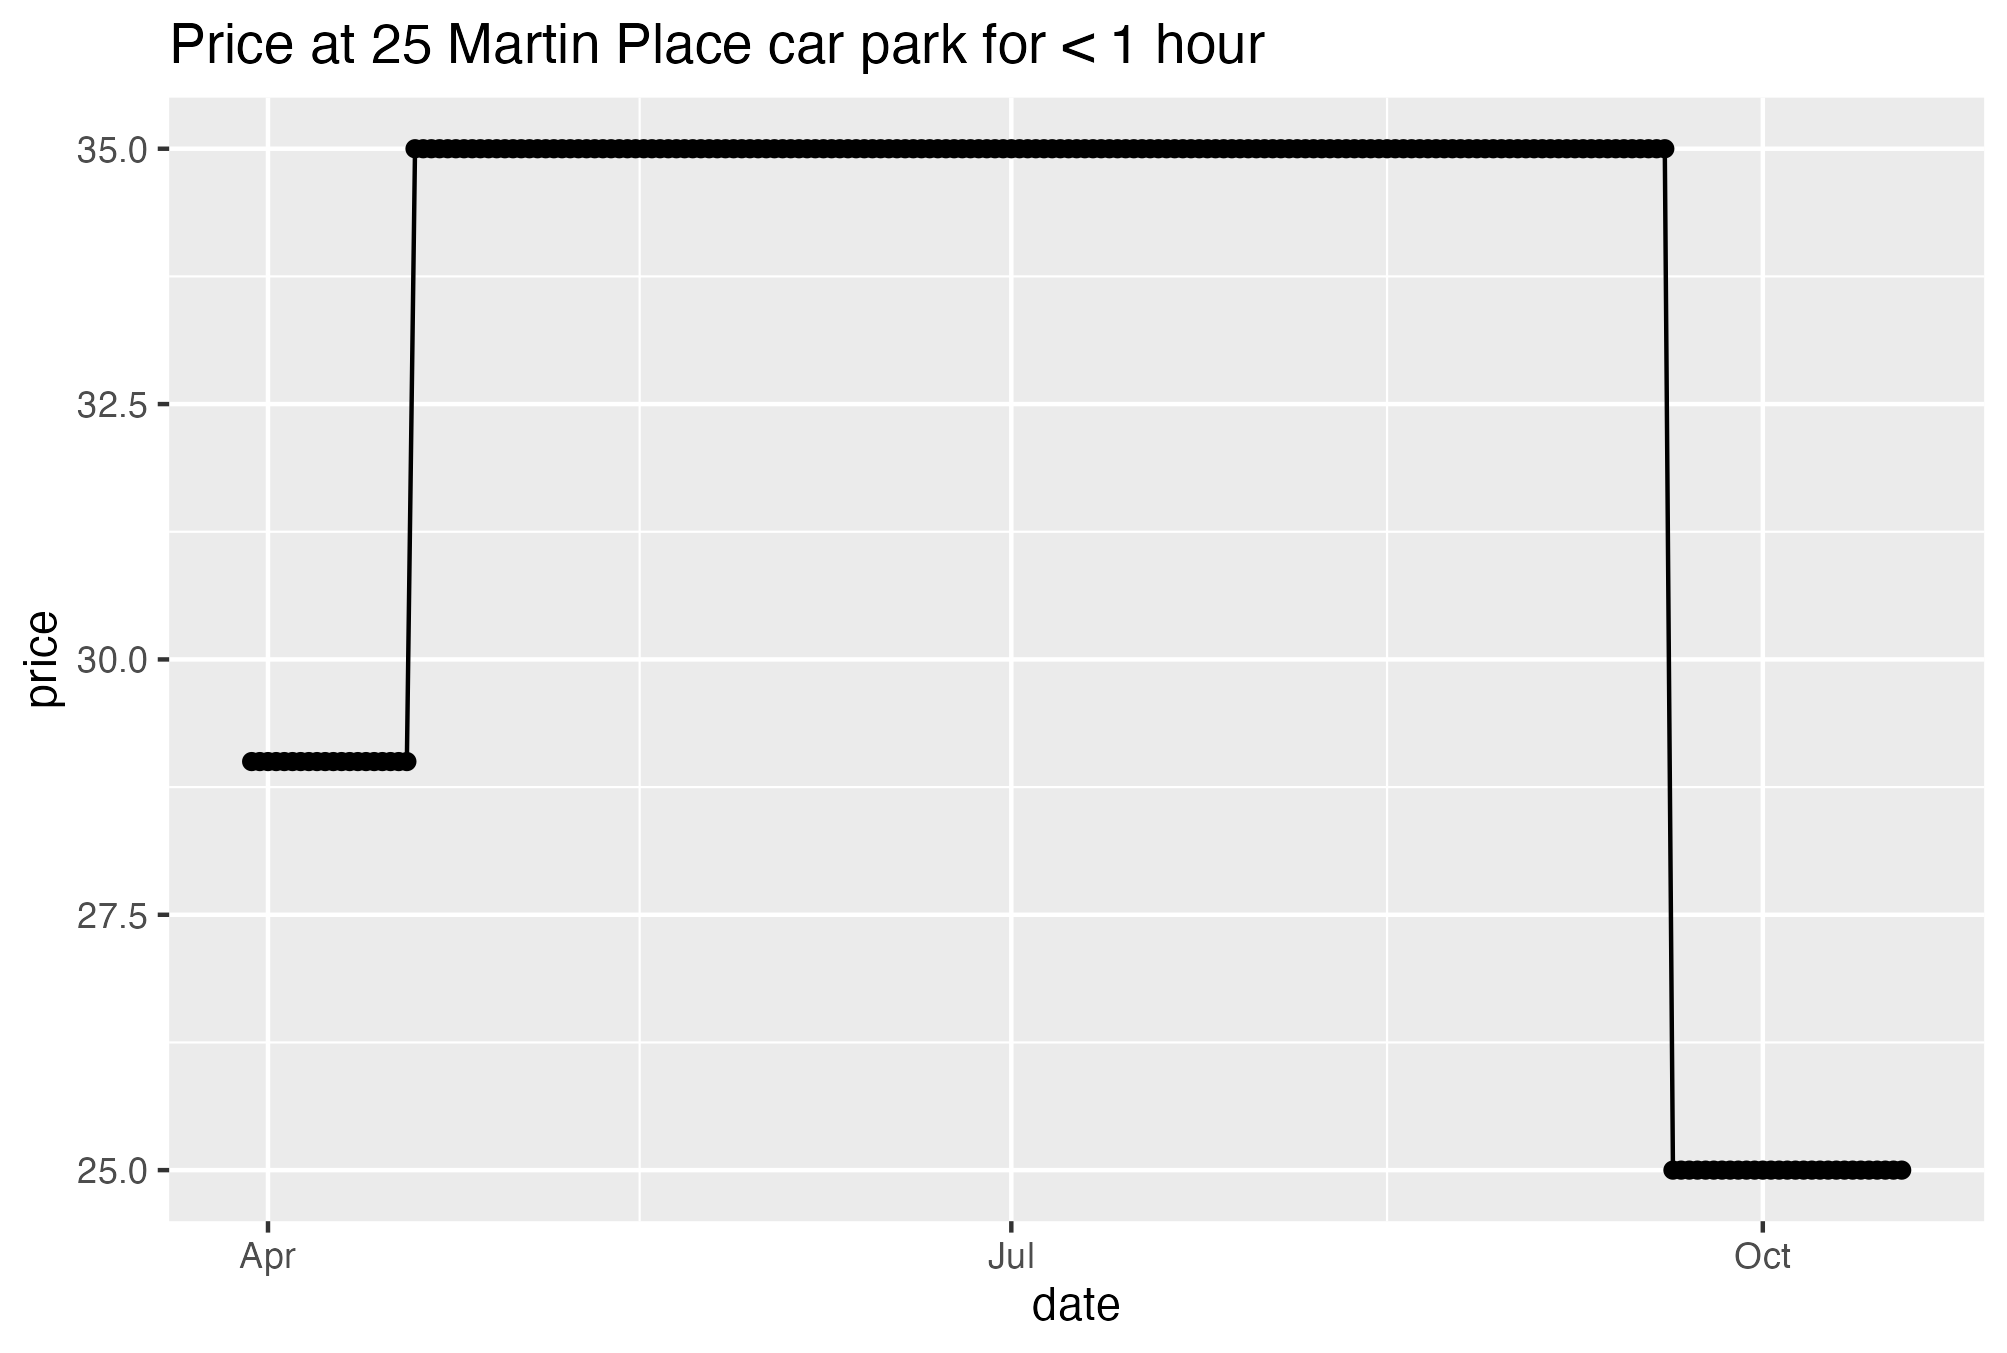 Price at 25 Martin Place car park for < 1 hour
35.0
32.5
30.0
27.5
25.0
price
Apr
Jul
Oct
date